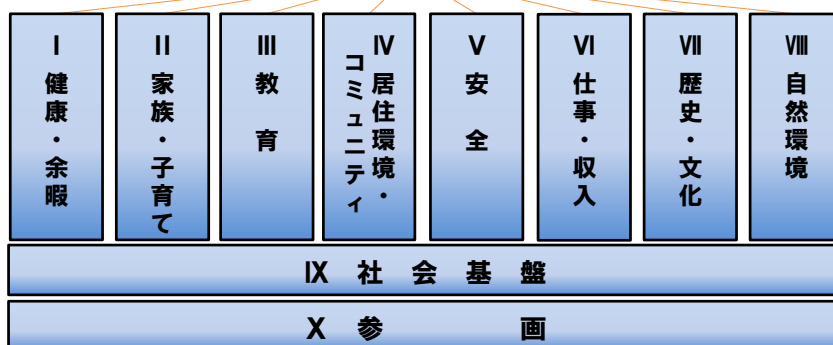 Ⅰ 健康・余暇
Ⅱ 家族・子育て
Ⅲ 教育
Ⅳ 居住環境・
コミュニティ
Ⅴ 安全
Ⅵ 仕事・収入
Ⅶ 歴史・文化
Ⅷ 自然環境
Ⅸ 社会基盤
Ⅹ 参画